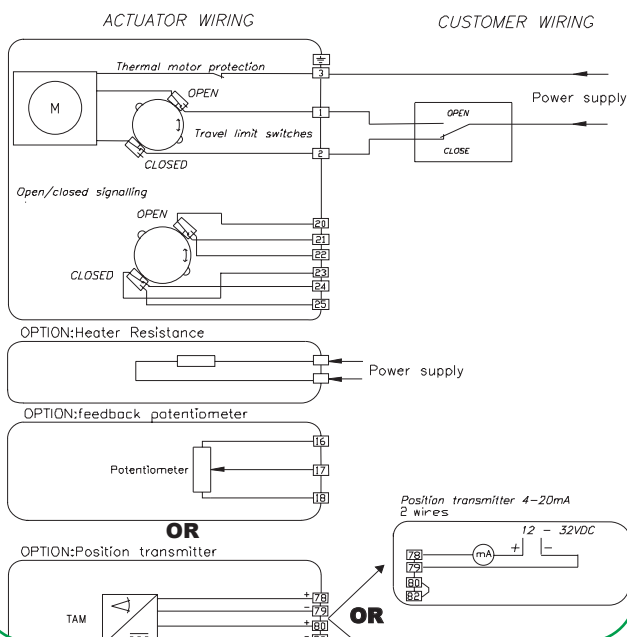 ACTUATOR WIRING
CUSTOMER WIRING
Thermal motor protection
3
Power supply
M
OPEN
1
OPEN
Travel limit switches
2
CLOSE
CLOSED
Open/closed signalling
OPEN
20
21
22
CLOSED
23
24
25
OPTION:Heater Resistance
Power supply
OPTION:feedback potentiometer
16
Potentiometer
17
18
Position transmitter 4-20mA
2 wires
OR
12 - 32VDC
OPTION:Position transmitter
+ -
78
mA
79
80
82
+ 78
- 79
OR
TAM
+ 80